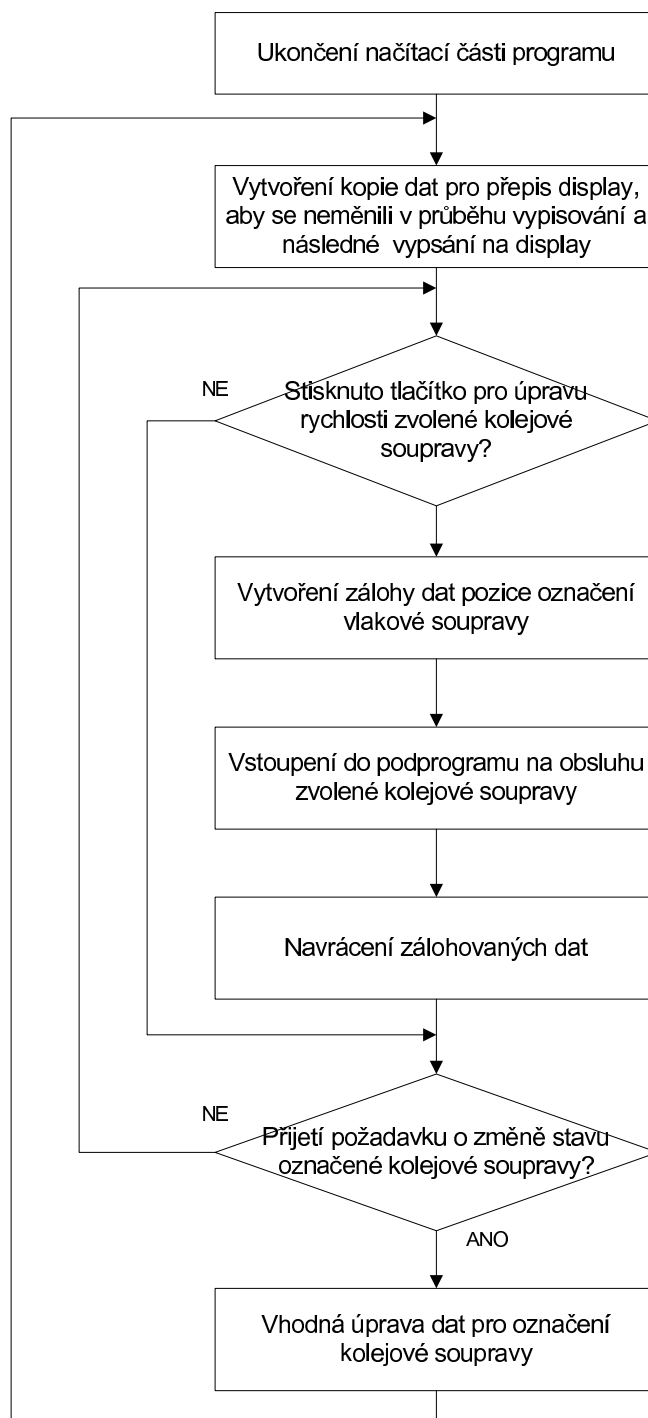 Ukončení načítací části programu
Vytvoření kopie dat pro přepis display,
aby se neměnili v průběhu vypisování a
následné vypsání na display
NE
Stisknuto tlačítko pro úpravu
rychlosti zvolené kolejové
soupravy?
Vytvoření zálohy dat pozice označení
vlakové soupravy
Vstoupení do podprogramu na obsluhu
zvolené kolejové soupravy
Navrácení zálohovaných dat
NE
Přijetí požadavku o změně stavu
označené kolejové soupravy?
ANO
Vhodná úprava dat pro označení
kolejové soupravy